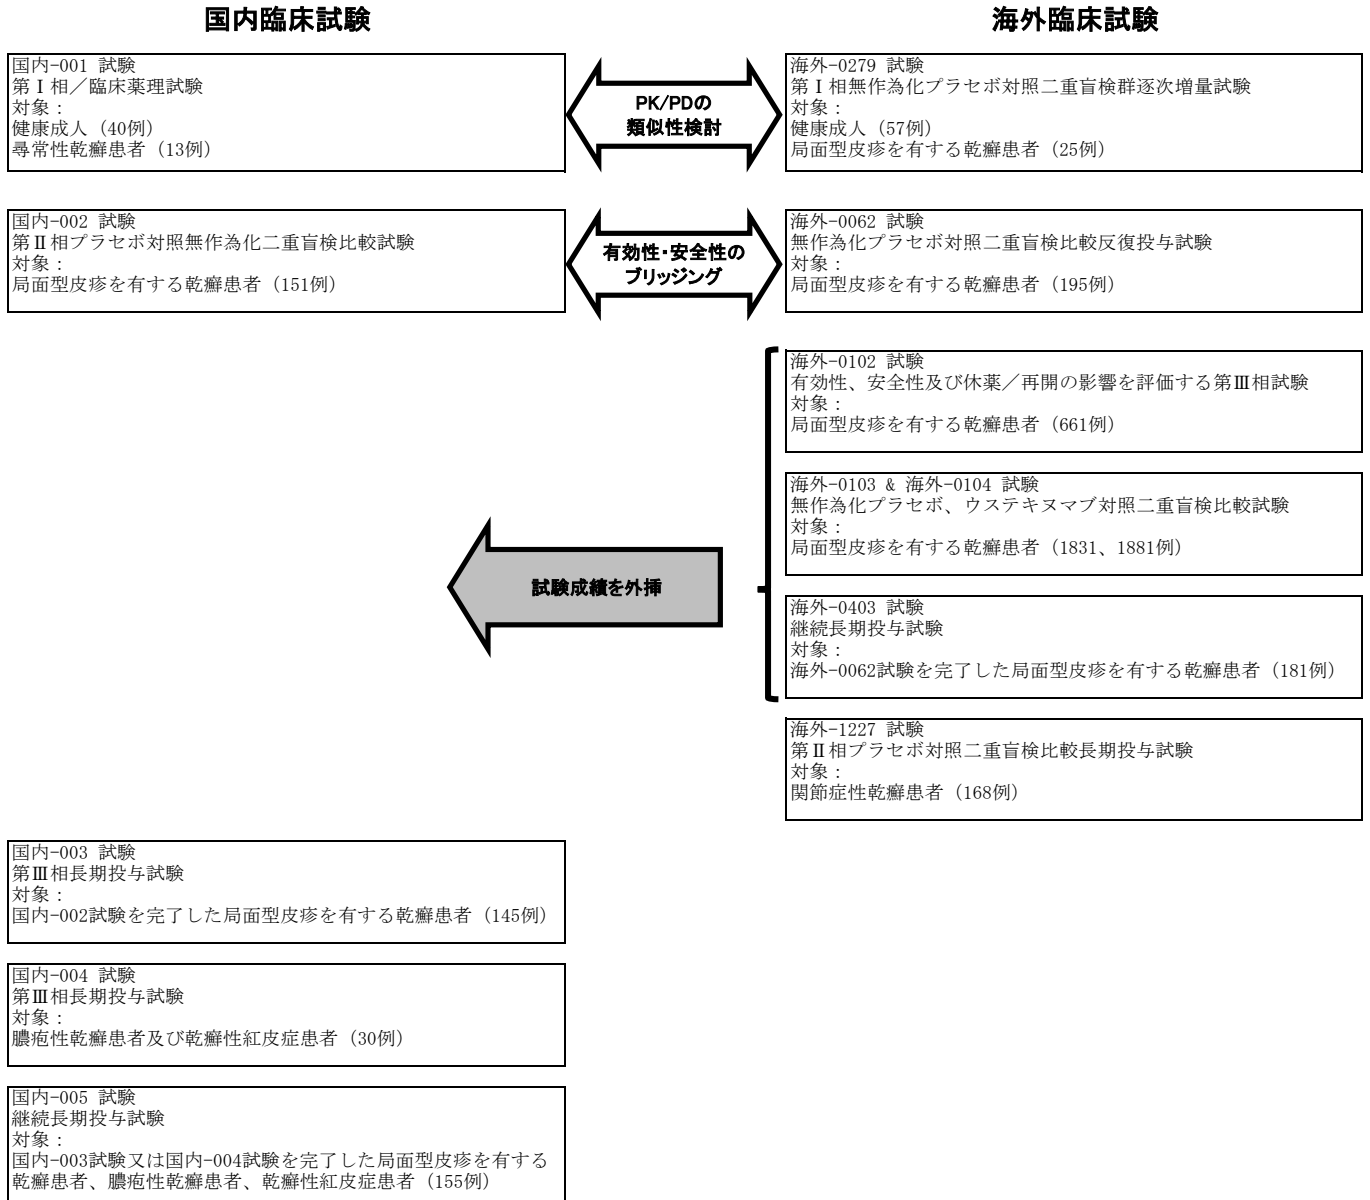 国内臨床試験
海外臨床試験
国内-001 試験
第Ⅰ相／臨床薬理試験
対象：
健康成人（40例）
尋常性乾癬患者（13例）
PK/PDの
類似性検討
海外-0279 試験
第Ⅰ相無作為化プラセボ対照二重盲検群逐次増量試験
対象：
健康成人（57例）
局面型皮疹を有する乾癬患者（25例）
国内-002 試験
第Ⅱ相プラセボ対照無作為化二重盲検比較試験
対象：
局面型皮疹を有する乾癬患者（151例）
有効性・安全性の
ブリッジング
海外-0062 試験
無作為化プラセボ対照二重盲検比較反復投与試験
対象：
局面型皮疹を有する乾癬患者（195例）
海外-0102 試験
有効性、安全性及び休薬／再開の影響を評価する第Ⅲ相試験
対象：
局面型皮疹を有する乾癬患者（661例）
海外-0103 & 海外-0104 試験
無作為化プラセボ、ウステキヌマブ対照二重盲検比較試験
対象：
局面型皮疹を有する乾癬患者（1831、1881例）
試験成績を外挿
海外-0403 試験
継続長期投与試験
対象：
海外-0062試験を完了した局面型皮疹を有する乾癬患者（181例）
海外-1227 試験
第Ⅱ相プラセボ対照二重盲検比較長期投与試験
対象：
関節症性乾癬患者（168例）
国内-003 試験
第Ⅲ相長期投与試験
対象：
国内-002試験を完了した局面型皮疹を有する乾癬患者（145例）
国内-004 試験
第Ⅲ相長期投与試験
対象：
膿疱性乾癬患者及び乾癬性紅皮症患者（30例）
国内-005 試験
継続長期投与試験
対象：
国内-003試験又は国内-004試験を完了した局面型皮疹を有する
乾癬患者、膿疱性乾癬患者、乾癬性紅皮症患者（155例）